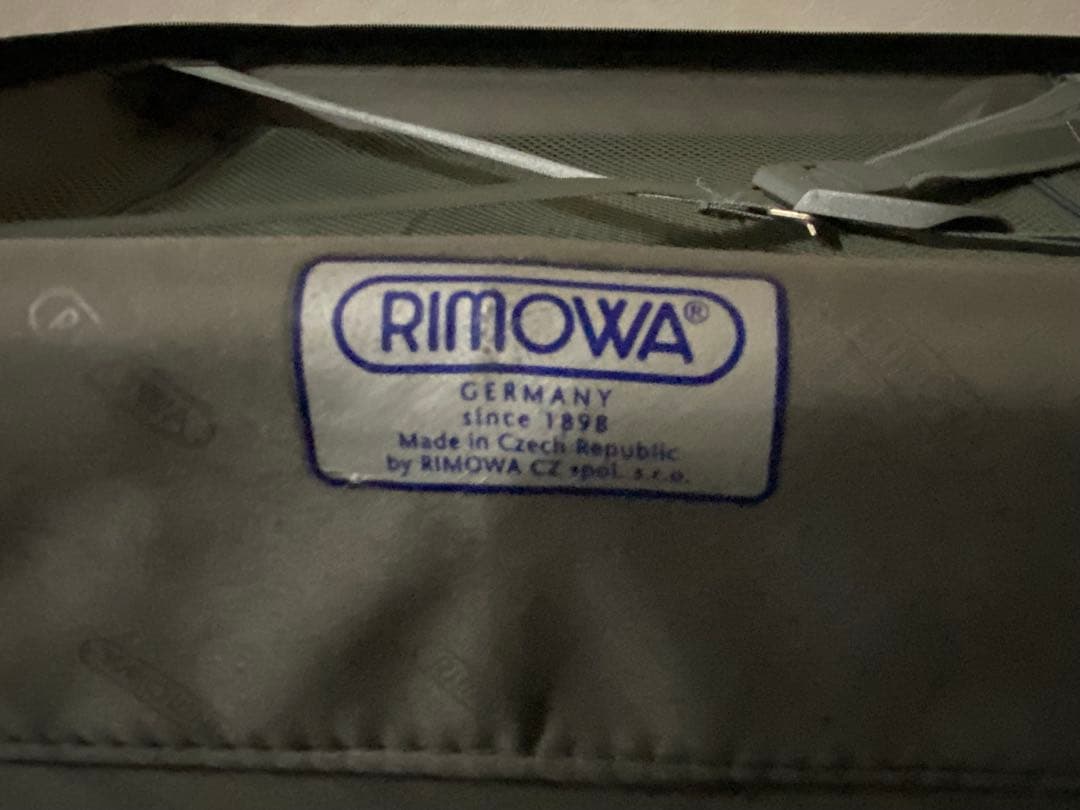 RIMOWA®
GERMANY
since 1898
Made in Czech Republic
by RIMOWA CZ spol. s.r.o.